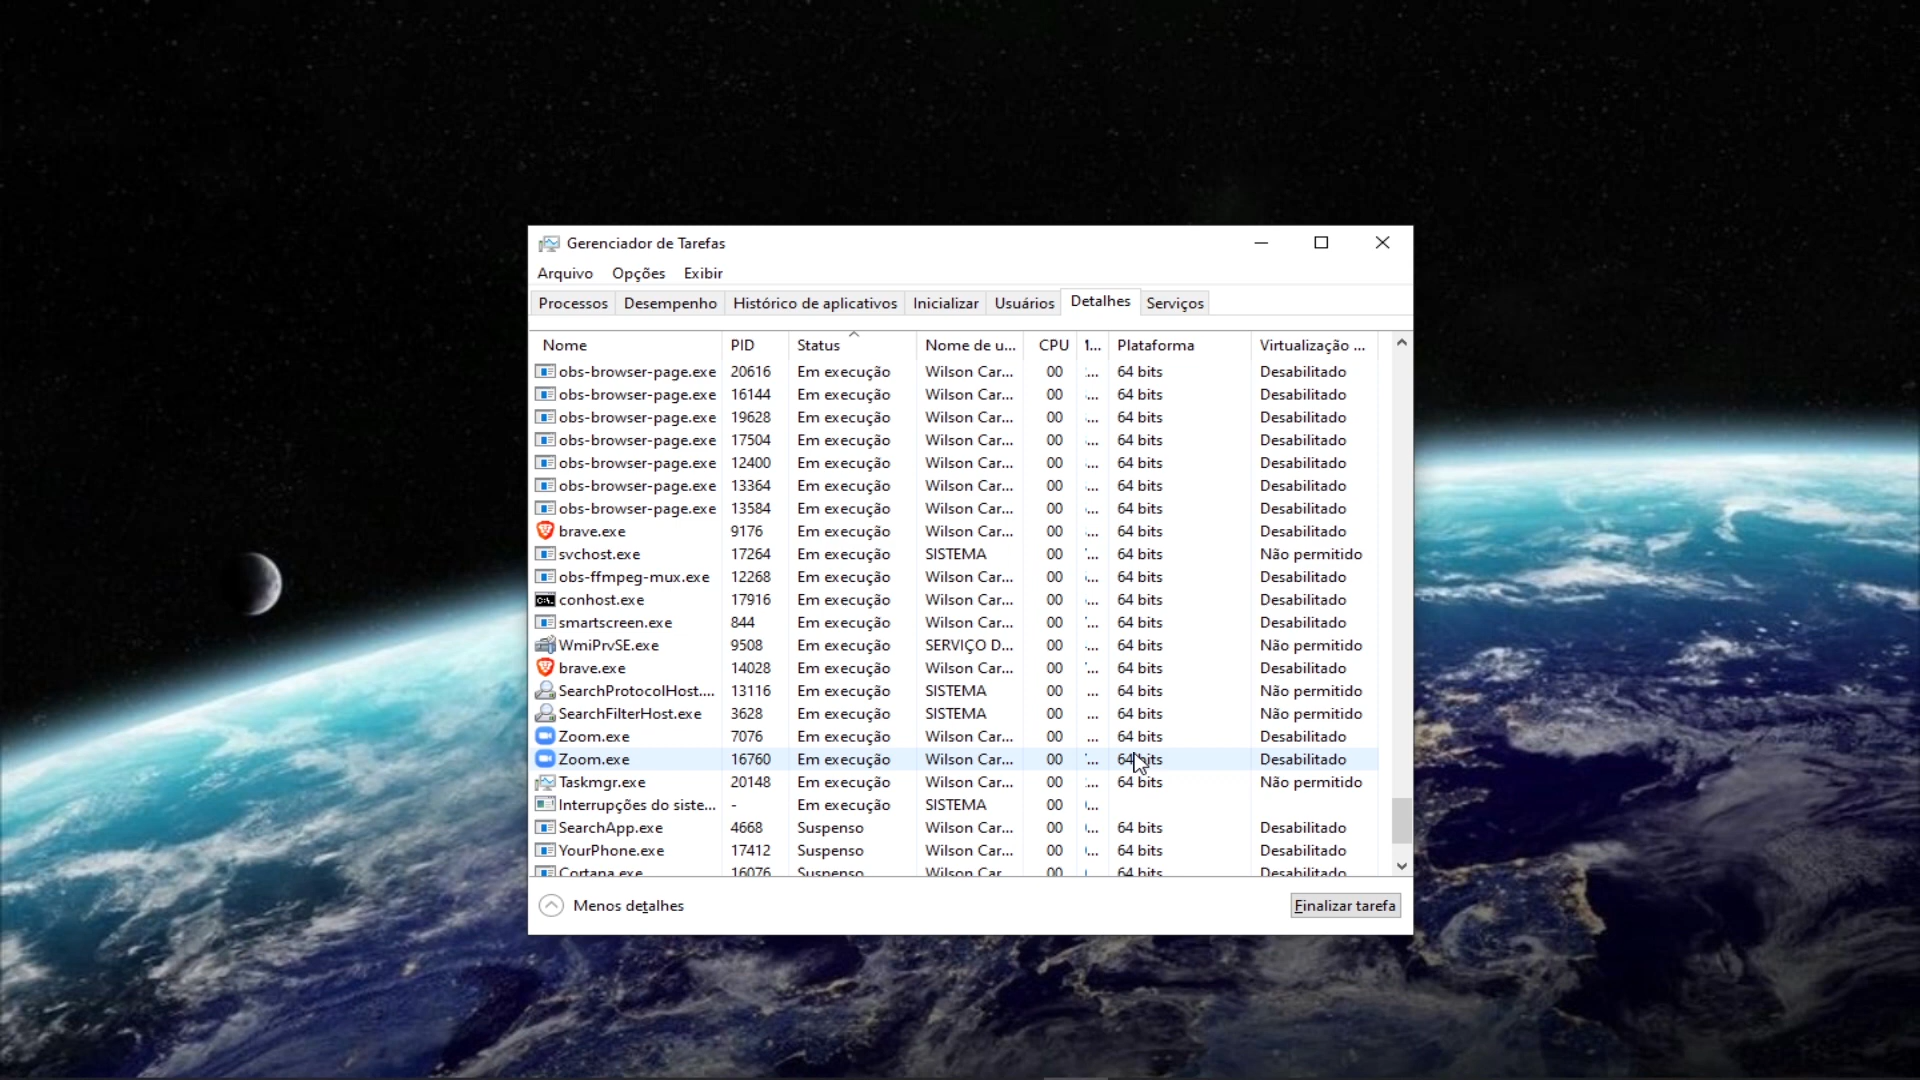 Gerenciador de Tarefas
Arquivo Opções Exibir
Processos Desempenho Histórico de aplicativos Inicializar Usuários Detalhes Serviços
Nome PID Status Nome de u... CPU ... Plataforma Virtualização ...
obs-browser-page.exe 20616 Em execução Wilson Car... 00 ... 64 bits Desabilitado
obs-browser-page.exe 16144 Em execução Wilson Car... 00 ... 64 bits Desabilitado
obs-browser-page.exe 19628 Em execução Wilson Car... 00 ... 64 bits Desabilitado
obs-browser-page.exe 17504 Em execução Wilson Car... 00 ... 64 bits Desabilitado
obs-browser-page.exe 12400 Em execução Wilson Car... 00 ... 64 bits Desabilitado
obs-browser-page.exe 13364 Em execução Wilson Car... 00 ... 64 bits Desabilitado
obs-browser-page.exe 13584 Em execução Wilson Car... 00 ... 64 bits Desabilitado
brave.exe 9176 Em execução Wilson Car... 00 ... 64 bits Desabilitado
svchost.exe 17264 Em execução SISTEMA 00 ... 64 bits Não permitido
obs-ffmpeg-mux.exe 12268 Em execução Wilson Car... 00 ... 64 bits Desabilitado
conhost.exe 17916 Em execução Wilson Car... 00 ... 64 bits Desabilitado
smartscreen.exe 844 Em execução Wilson Car... 00 ... 64 bits Desabilitado
WmiPrvSE.exe 9508 Em execução SERVIÇO D... 00 ... 64 bits Não permitido
brave.exe 14028 Em execução Wilson Car... 00 ... 64 bits Desabilitado
SearchProtocolHost.... 13116 Em execução SISTEMA 00 ... 64 bits Não permitido
SearchFilterHost.exe 3628 Em execução SISTEMA 00 ... 64 bits Não permitido
Zoom.exe 7076 Em execução Wilson Car... 00 ... 64 bits Desabilitado
Zoom.exe 16760 Em execução Wilson Car... 00 ... 64 bits Desabilitado
Taskmgr.exe 20148 Em execução Wilson Car... 00 ... 64 bits Não permitido
Interrupções do siste... - Em execução SISTEMA 00 ...
SearchApp.exe 4668 Suspenso Wilson Car... 00 ... 64 bits Desabilitado
YourPhone.exe 17412 Suspenso Wilson Car... 00 ... 64 bits Desabilitado
Cortana.exe 16076 Suspenso Wilson Car... 00 ... 64 bits Desabilitado
Menos detalhes Finalizar tarefa